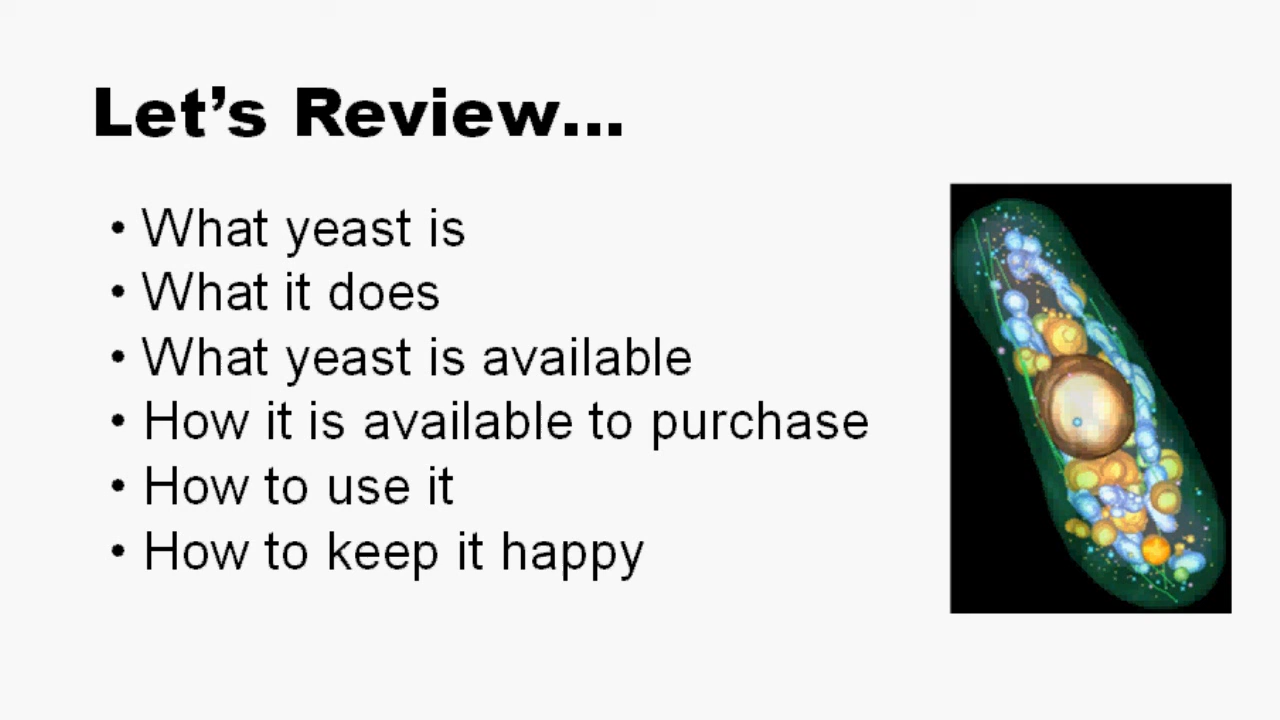 Let’s Review...
• What yeast is
• What it does
• What yeast is available
• How it is available to purchase
• How to use it
• How to keep it happy